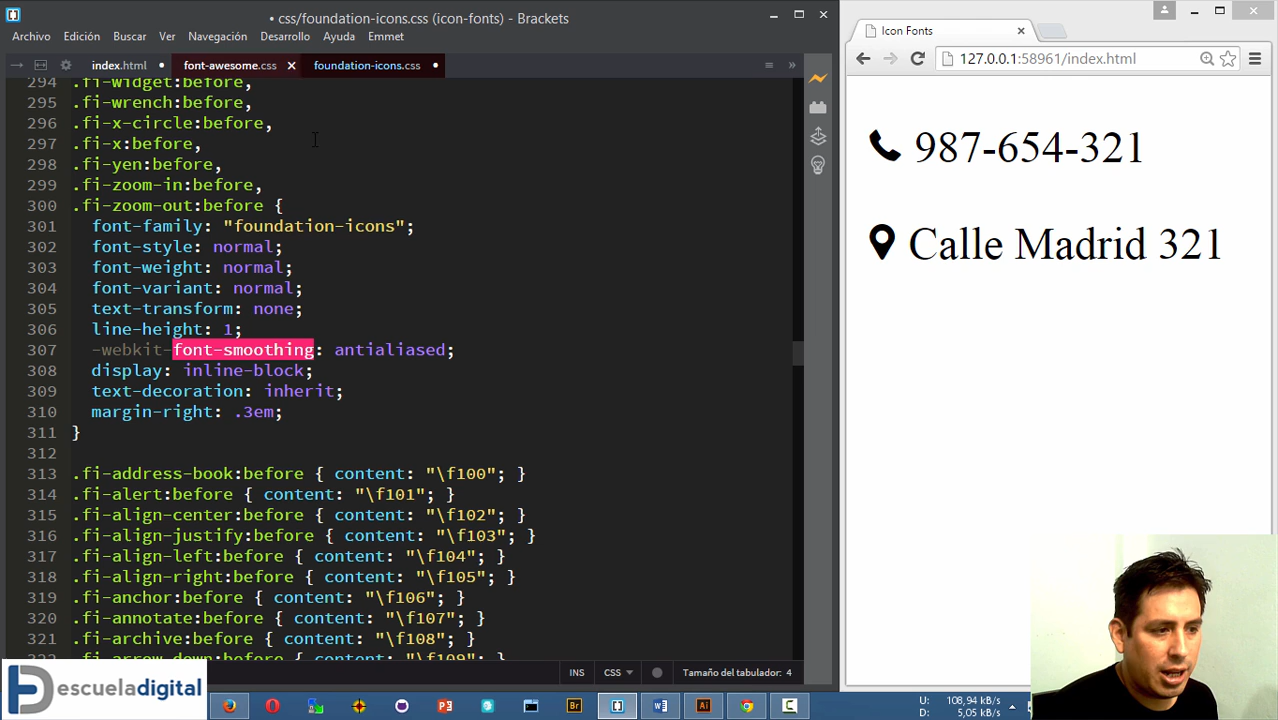 css/foundation-icons.css (icon-fonts) - Brackets
Archivo Edición Buscar Ver Navegación Desarrollo Ayuda Emmet
index.html font-awesome.css foundation-icons.css
294 .fi-widget:before,
295 .fi-wrench:before,
296 .fi-x-circle:before,
297 .fi-x:before,
298 .fi-yen:before,
299 .fi-zoom-in:before,
300 .fi-zoom-out:before {
301 font-family: "foundation-icons";
302 font-style: normal;
303 font-weight: normal;
304 font-variant: normal;
305 text-transform: none;
306 line-height: 1;
307 -webkit-font-smoothing: antialiased;
308 display: inline-block;
309 text-decoration: inherit;
310 margin-right: .3em;
311 }
312
313 .fi-address-book:before { content: "\f100"; }
314 .fi-alert:before { content: "\f101"; }
315 .fi-align-center:before { content: "\f102"; }
316 .fi-align-justify:before { content: "\f103"; }
317 .fi-align-left:before { content: "\f104"; }
318 .fi-align-right:before { content: "\f105"; }
319 .fi-anchor:before { content: "\f106"; }
320 .fi-annotate:before { content: "\f107"; }
321 .fi-archive:before { content: "\f108"; }
.fi-arrow-down:before { content: "\f109"; }
INS CSS Tamaño del tabulador: 4
Icon Fonts
127.0.0.1:58961/index.html
987-654-321
Calle Madrid 321
escueladigital
Br
P3
W
Ai
U: 108,94 kB/s
D: 5,05 kB/s